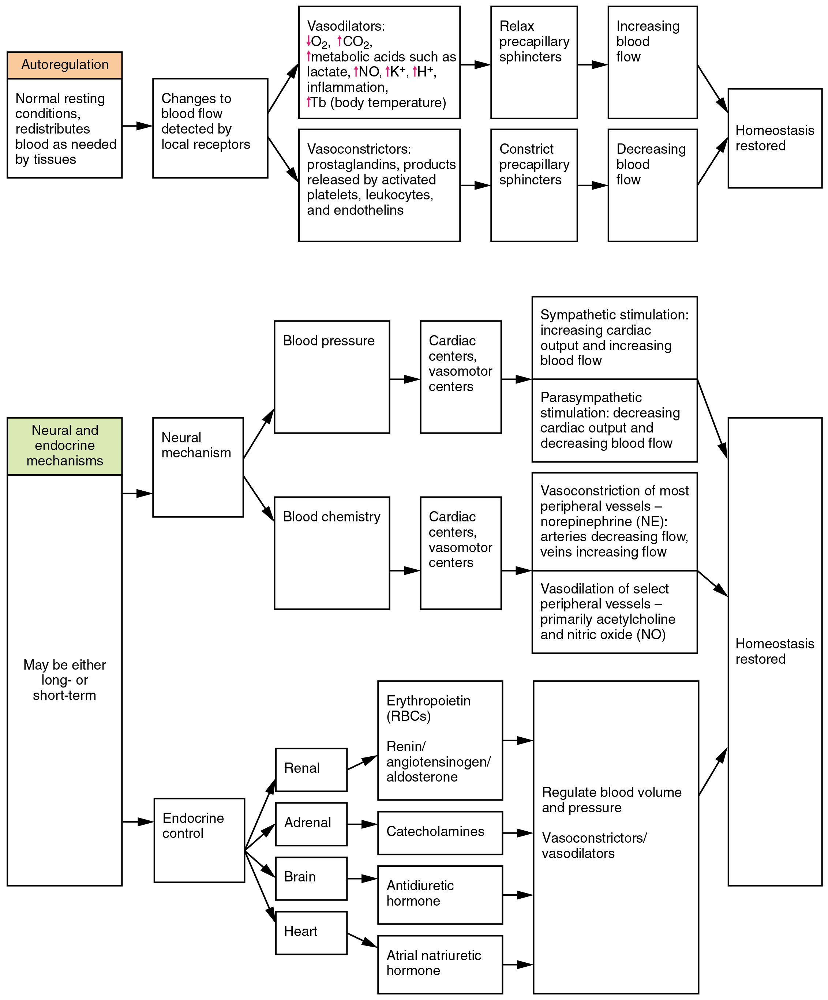 Autoregulation
Normal resting
conditions,
redistributes
blood as needed
by tissues
Changes to
blood flow
detected by
local receptors
Vasodilators:
↓O₂, ↑CO₂,
↑metabolic acids such as
lactate, ↑NO, ↑K⁺, ↑H⁺,
inflammation,
↑Tb (body temperature)
Relax
precapillary
sphincters
Increasing
blood
flow
Vasoconstrictors:
prostaglandins, products
released by activated
platelets, leukocytes,
and endothelins
Constrict
precapillary
sphincters
Decreasing
blood
flow
Homeostasis
restored
Neural and
endocrine
mechanisms
May be either
long- or
short-term
Neural
mechanism
Blood pressure
Cardiac
centers,
vasomotor
centers
Sympathetic stimulation:
increasing cardiac
output and increasing
blood flow
Parasympathetic
stimulation: decreasing
cardiac output and
decreasing blood flow
Blood chemistry
Cardiac
centers,
vasomotor
centers
Vasoconstriction of most
peripheral vessels –
norepinephrine (NE):
arteries decreasing flow,
veins increasing flow
Vasodilation of select
peripheral vessels –
primarily acetylcholine
and nitric oxide (NO)
Endocrine
control
Renal
Erythropoietin
(RBCs)
Renin/
angiotensinogen/
aldosterone
Adrenal
Catecholamines
Brain
Antidiuretic
hormone
Heart
Atrial natriuretic
hormone
Regulate blood volume
and pressure
Vasoconstrictors/
vasodilators
Homeostasis
restored